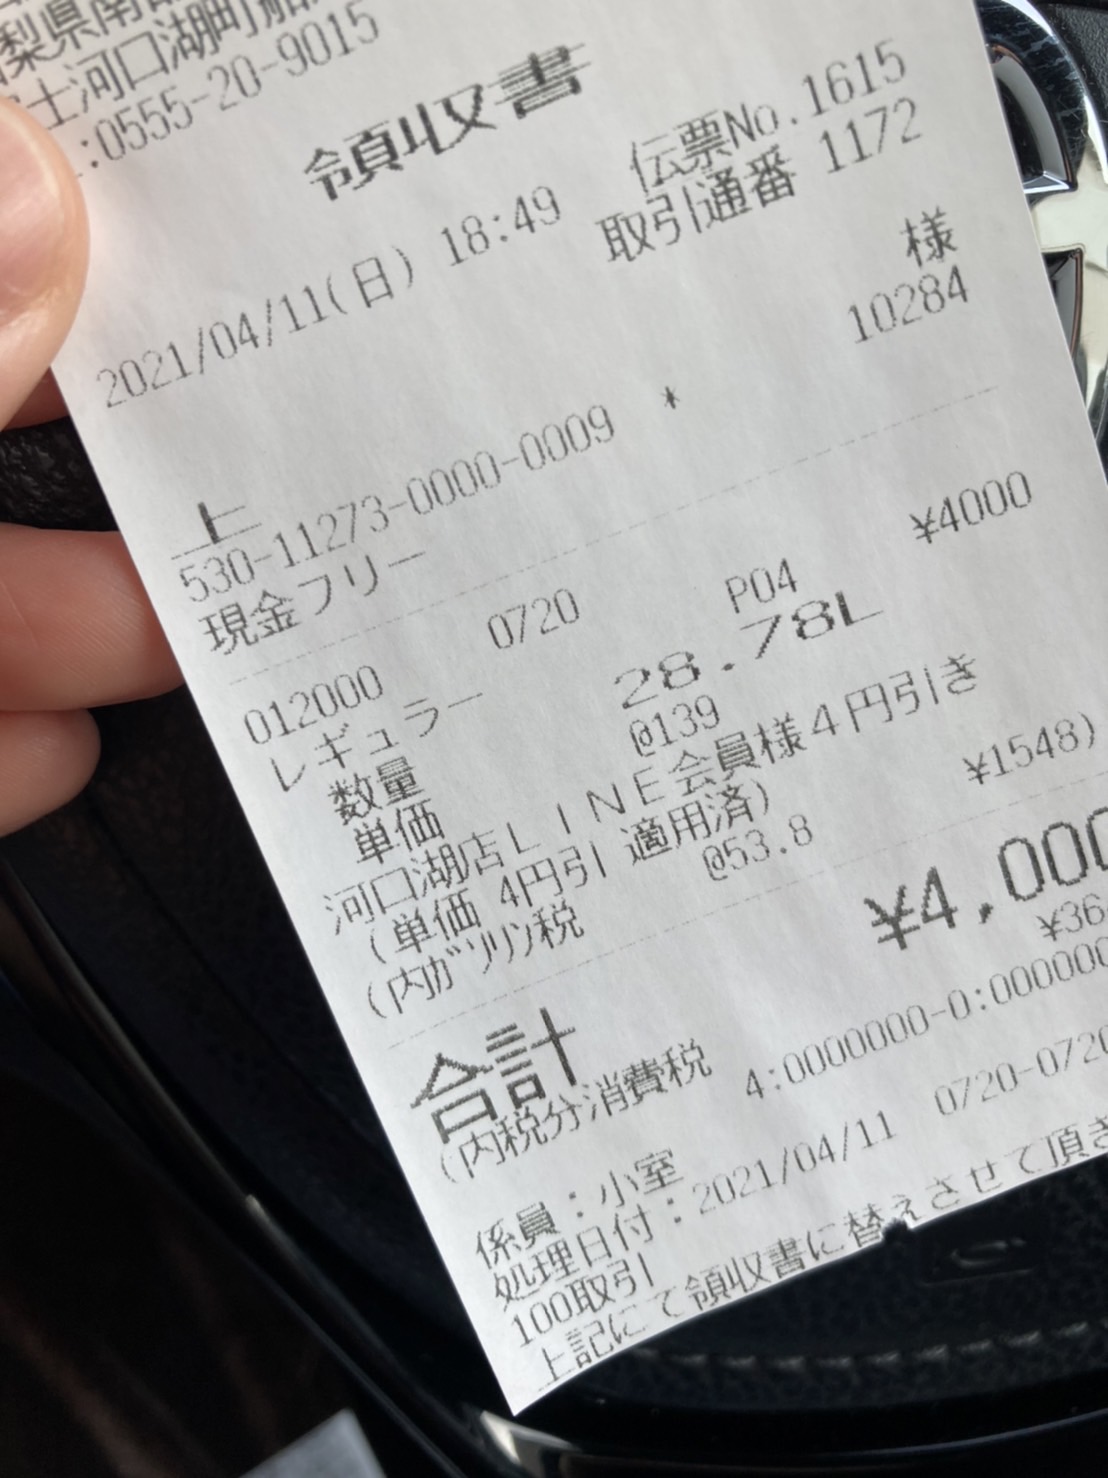 梨県南都
士河口湖町船
:0555-20-9015
領収書
伝票No.1615
2021/04/11(日) 18:49
取引通番 1172
様
10284
上
530-11273-0000-0009 *
現金フリー
012000 0720 P04 ¥4000
レギュラー
数量 28.78L
単価 @139
河口湖店LINE会員様4円引き
(単価 4円引 適用済)
(内ガソリン税 @53.8 ¥1548)
合計 ¥4,000
(内税分消費税 ¥36
4:0000000-0:000000
係員:小室
処理日付:2021/04/11 0720-0720
100取引
上記にて領収書に替えさせて頂き